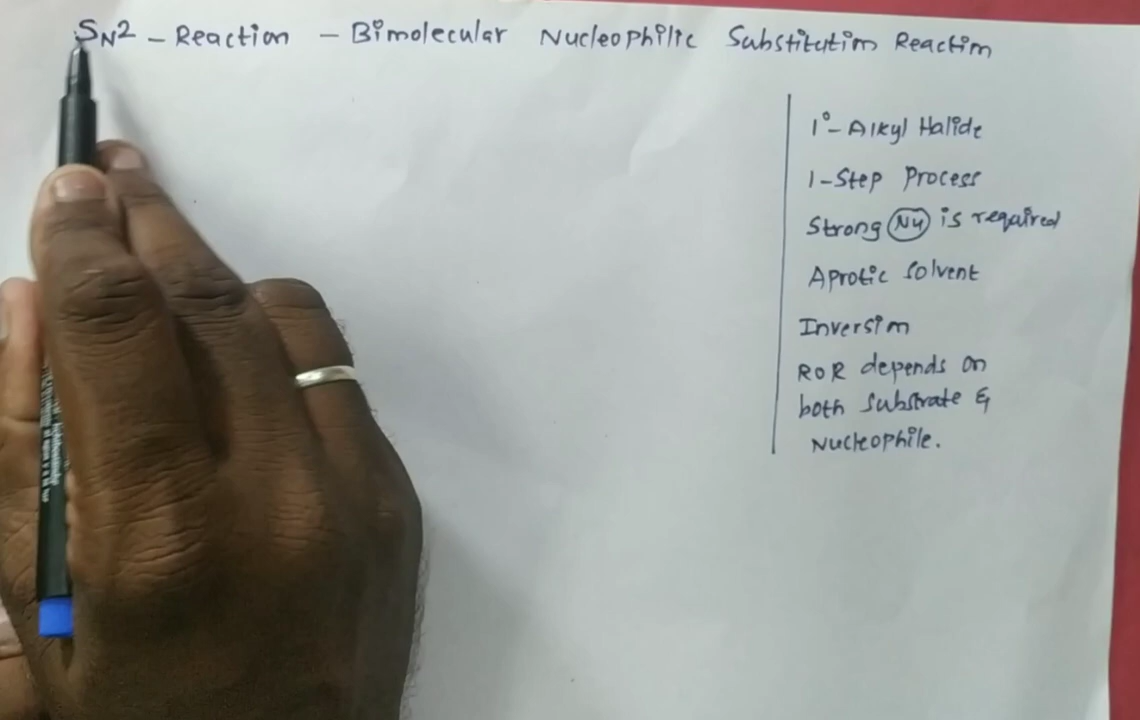 SN2 - Reaction - Bimolecular Nucleophilic Substitution Reaction
1°- Alkyl Halide
1-Step Process
Strong Nu is required
Aprotic Solvent
Inversion
ROR depends on
both Substrate &
Nucleophile.